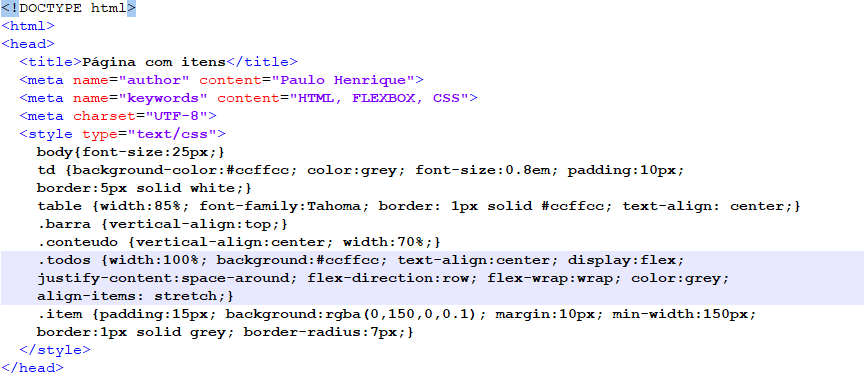 <!DOCTYPE html>
<html>
<head>
<title>Página com itens</title>
<meta name="author" content="Paulo Henrique">
<meta name="keywords" content="HTML, FLEXBOX, CSS">
<meta charset="UTF-8">
<style type="text/css">
body{font-size:25px;}
td {background-color:#ccffcc; color:grey; font-size:0.8em; padding:10px;
border:5px solid white;}
table {width:85%; font-family:Tahoma; border: 1px solid #ccffcc; text-align: center;}
.barra {vertical-align:top;}
.conteudo {vertical-align:center; width:70%;}
.todos {width:100%; background:#ccffcc; text-align:center; display:flex;
justify-content:space-around; flex-direction:row; flex-wrap:wrap; color:grey;
align-items: stretch;}
.item {padding:15px; background:rgba(0,150,0,0.1); margin:10px; min-width:150px;
border:1px solid grey; border-radius:7px;}
</style>
</head>